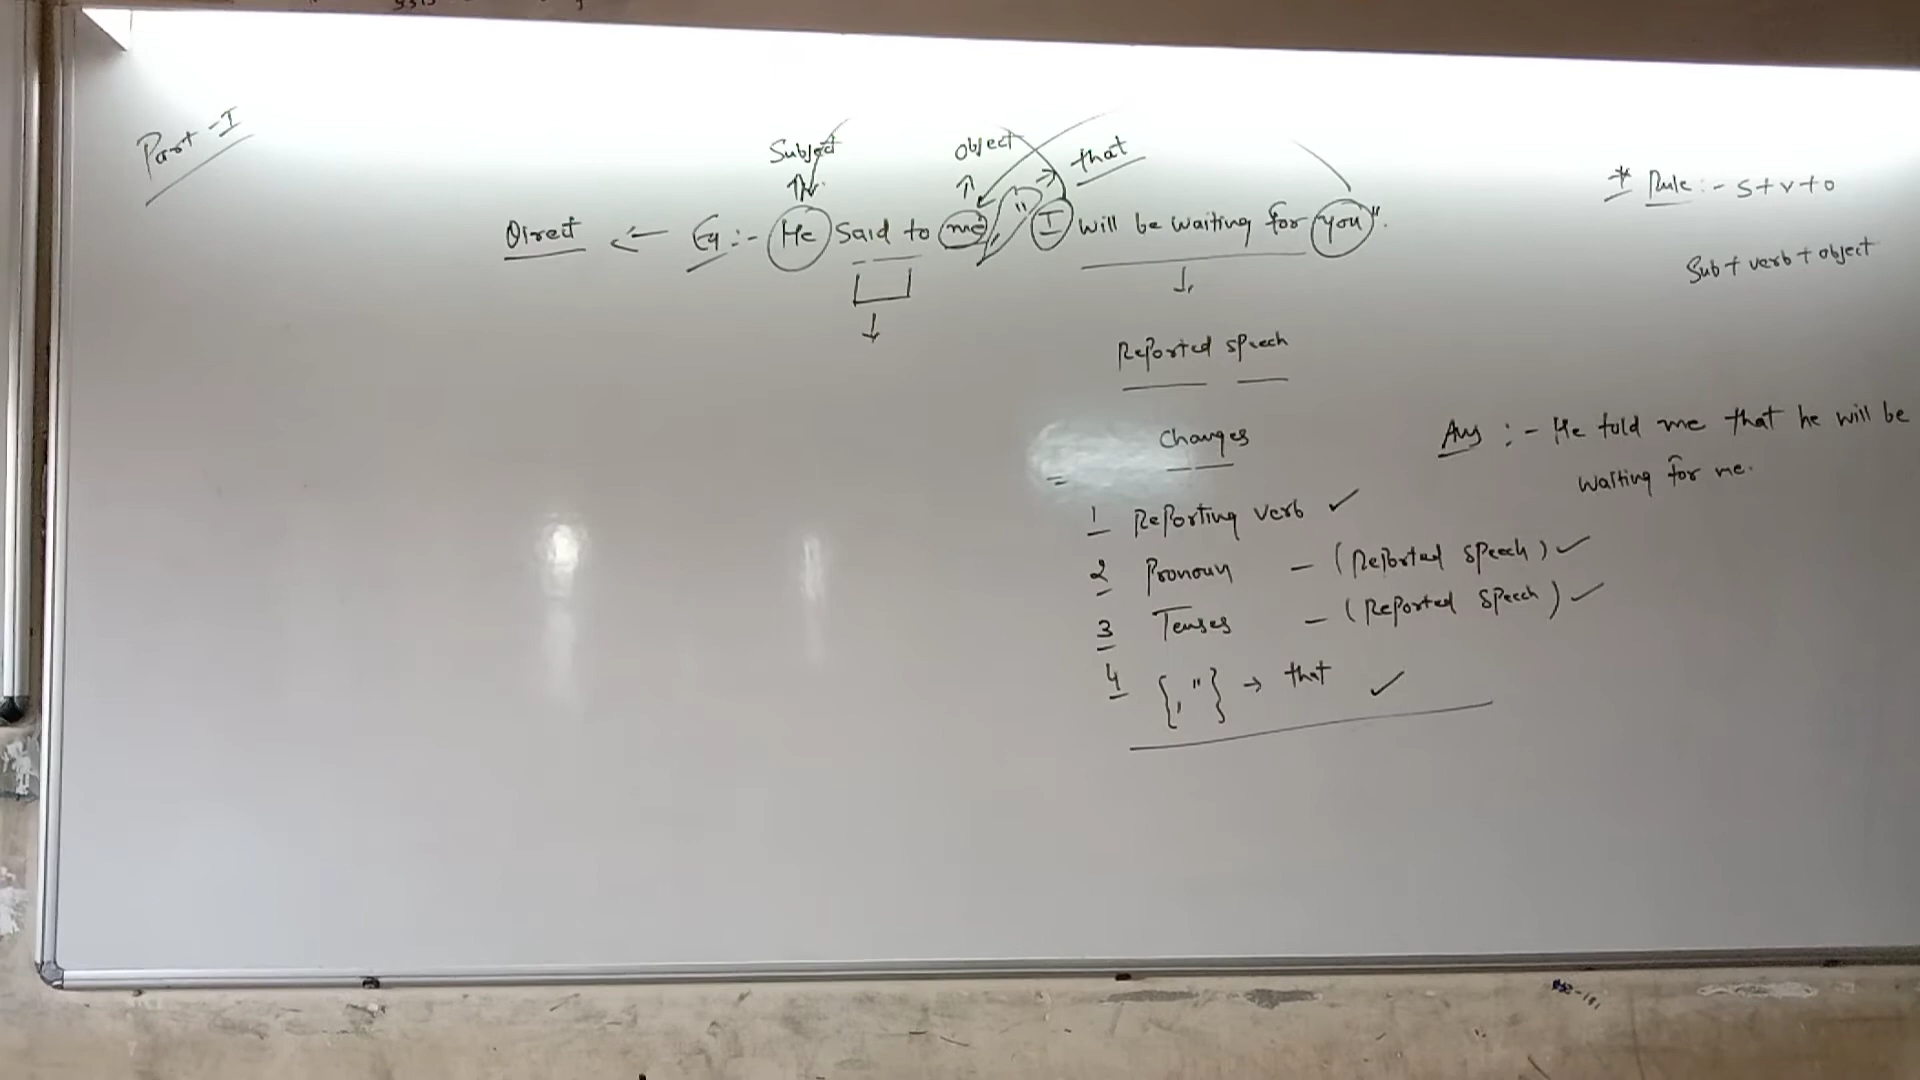 Part-I
Subject
object
that
Direct ← Eg :- He Said to me, " I will be waiting for you".
* Rule :- S+V+O
Sub + verb + object
Reported speech
Changes
Ans :- He told me that he will be
waiting for me.
1 Reporting verb ✓
2 Pronoun - (Reported speech) ✓
3 Tenses - (Reported speech) ✓
4 {, "} → that ✓